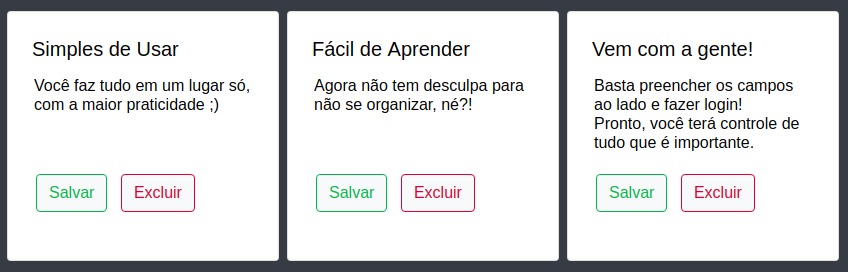 Simples de Usar
Você faz tudo em um lugar só,
com a maior praticidade ;)
Salvar Excluir
Fácil de Aprender
Agora não tem desculpa para
não se organizar, né?!
Salvar Excluir
Vem com a gente!
Basta preencher os campos
ao lado e fazer login!
Pronto, você terá controle de
tudo que é importante.
Salvar Excluir